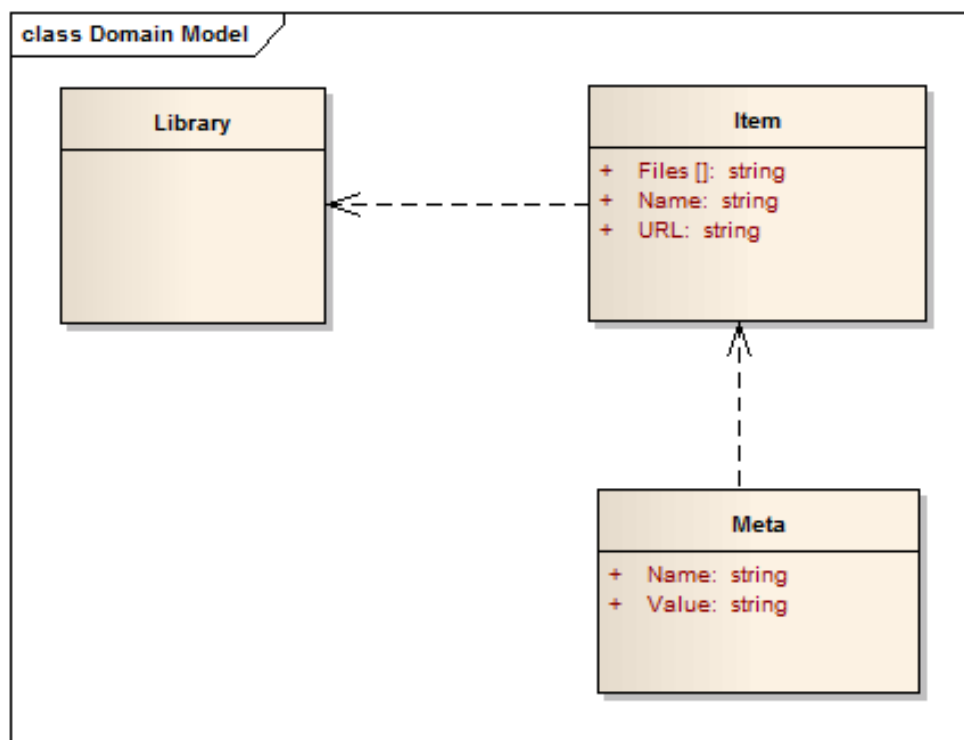 class Domain Model
Library
Item
+ Files []: string
+ Name: string
+ URL: string
Meta
+ Name: string
+ Value: string